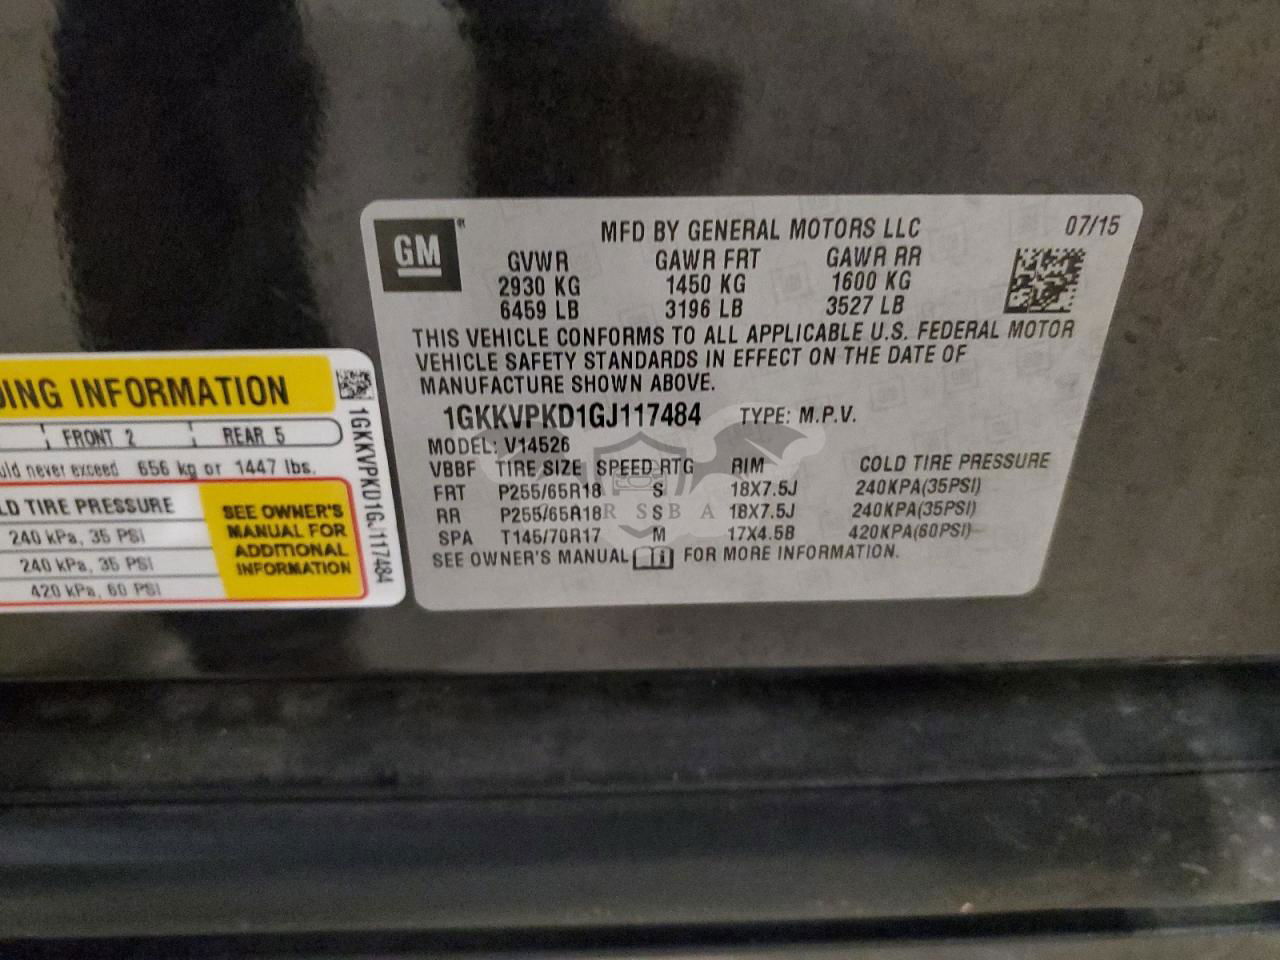 GM
MFD BY GENERAL MOTORS LLC
07/15
GVWR GAWR FRT GAWR RR
2930 KG 1450 KG 1600 KG
6459 LB 3196 LB 3527 LB
THIS VEHICLE CONFORMS TO ALL APPLICABLE U.S. FEDERAL MOTOR
VEHICLE SAFETY STANDARDS IN EFFECT ON THE DATE OF
MANUFACTURE SHOWN ABOVE.
1GKKVPKD1GJ117484 TYPE: M.P.V.
MODEL: V14526
VBBF TIRE SIZE SPEED RTG RIM COLD TIRE PRESSURE
FRT P255/65R18 S 18X7.5J 240KPA(35PSI)
RR P255/65R18 S 18X7.5J 240KPA(35PSI)
SPA T145/70R17 M 17X4.5B 420KPA(60PSI)
SEE OWNER'S MANUAL FOR MORE INFORMATION.
R S B A
DING INFORMATION
FRONT 2 REAR 5
uld never exceed 656 kg or 1447 lbs.
LD TIRE PRESSURE
240 kPa, 35 PSI
240 kPa, 35 PSI
420 kPa, 60 PSI
SEE OWNER'S
MANUAL FOR
ADDITIONAL
INFORMATION
1GKKVPKD1GJ117484